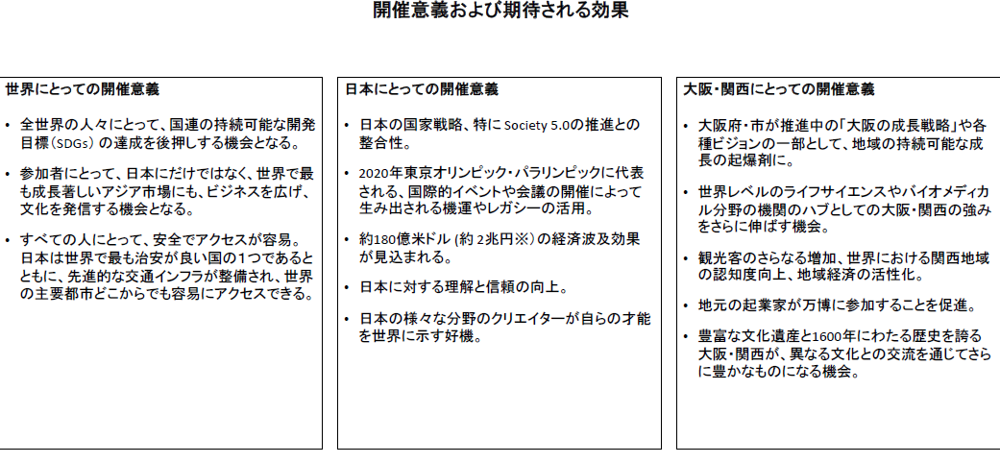 開催意義および期待される効果
世界にとっての開催意義
• 全世界の人々にとって、国連の持続可能な開発
目標（SDGs）の達成を後押しする機会となる。
• 参加者にとって、日本にだけではなく、世界で最
も成長著しいアジア市場にも、ビジネスを広げ、
文化を発信する機会となる。
• すべての人にとって、安全でアクセスが容易。
日本は世界で最も治安が良い国の１つであると
ともに、先進的な交通インフラが整備され、世界
の主要都市どこからでも容易にアクセスできる。
日本にとっての開催意義
• 日本の国家戦略、特に Society 5.0の推進との
整合性。
• 2020年東京オリンピック・パラリンピックに代表
される、国際的イベントや会議の開催によって
生み出される機運やレガシーの活用。
• 約180億米ドル (約 2兆円※）の経済波及効果
が見込まれる。
• 日本に対する理解と信頼の向上。
• 日本の様々な分野のクリエイターが自らの才能
を世界に示す好機。
大阪・関西にとっての開催意義
• 大阪府・市が推進中の「大阪の成長戦略」や各
種ビジョンの一部として、地域の持続可能な成
長の起爆剤に。
• 世界レベルのライフサイエンスやバイオメディカ
ル分野の機関のハブとしての大阪・関西の強み
をさらに伸ばす機会。
• 観光客のさらなる増加、世界における関西地域
の認知度向上、地域経済の活性化。
• 地元の起業家が万博に参加することを促進。
• 豊富な文化遺産と1600年にわたる歴史を誇る
大阪・関西が、異なる文化との交流を通じてさら
に豊かなものになる機会。